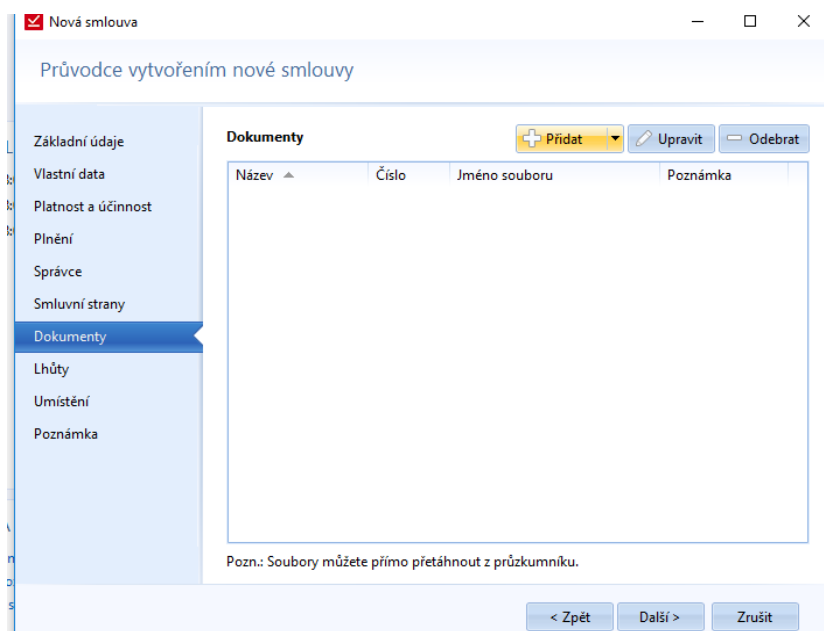 Nová smlouva
Průvodce vytvořením nové smlouvy
Základní údaje
Vlastní data
Platnost a účinnost
Plnění
Správce
Smluvní strany
Dokumenty
Lhůty
Umístění
Poznámka
Dokumenty
Přidat Upravit Odebrat
Název Číslo Jméno souboru Poznámka
Pozn.: Soubory můžete přímo přetáhnout z průzkumníku.
< Zpět Další > Zrušit